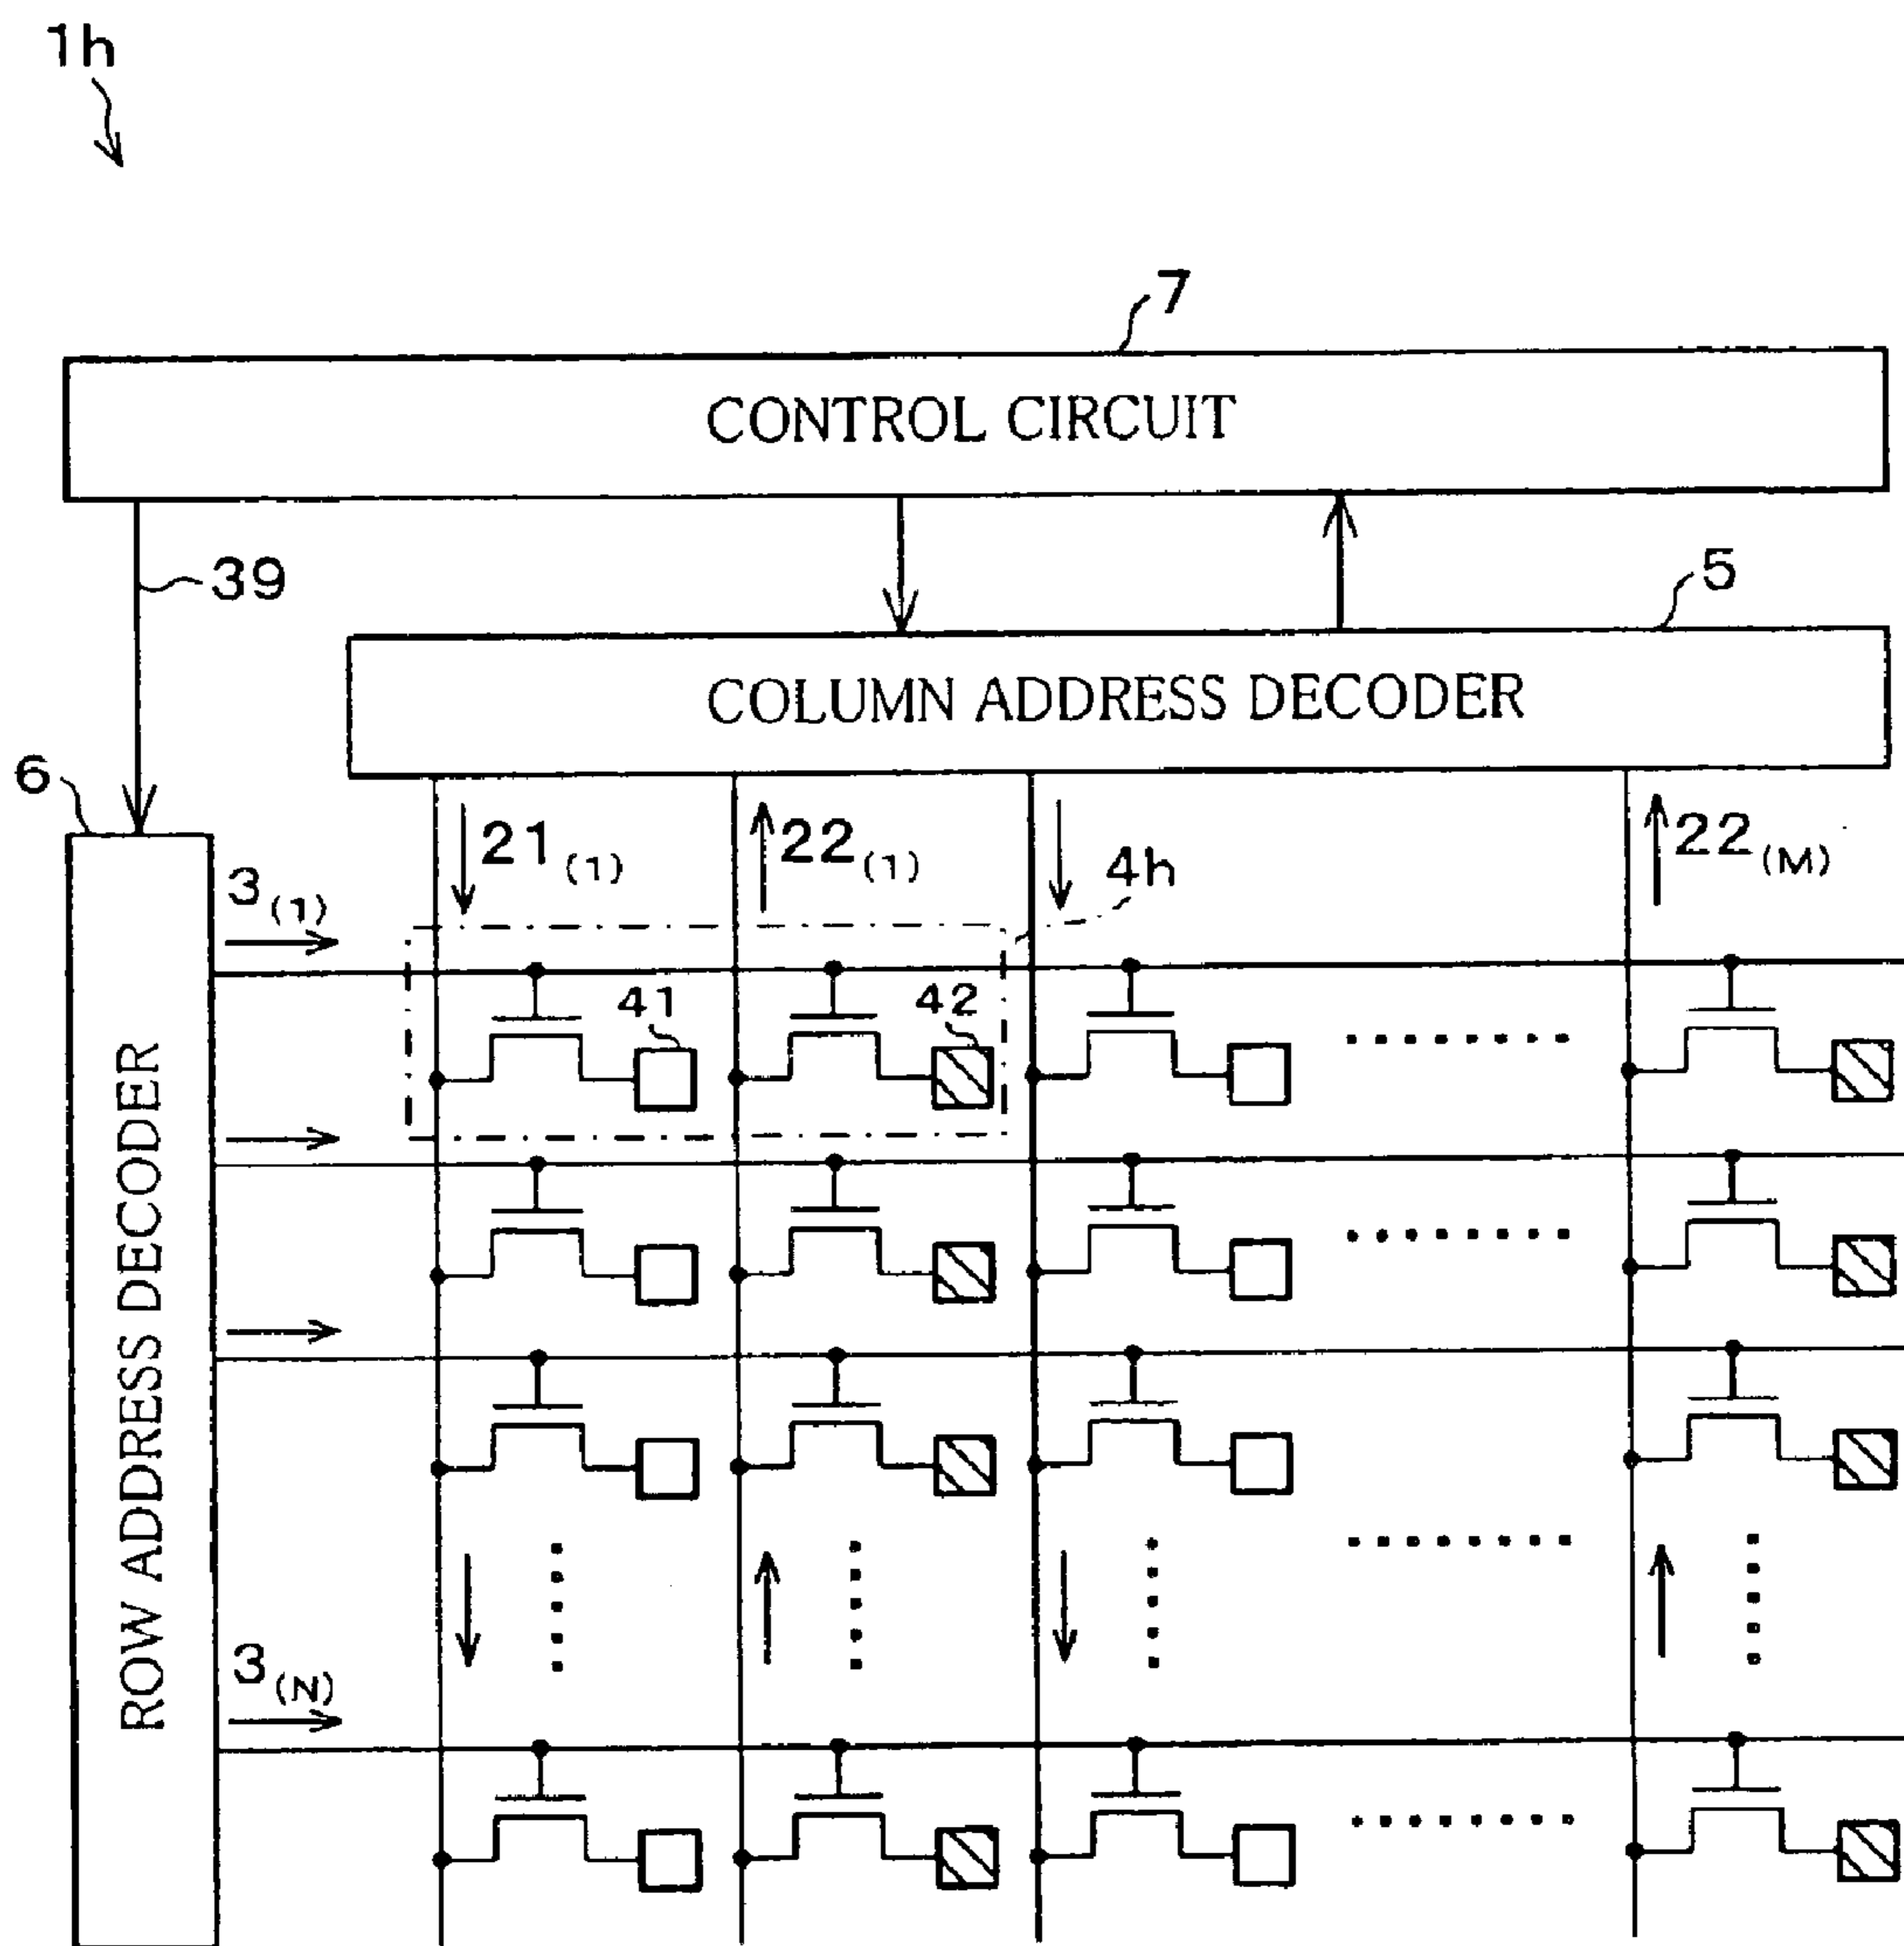 1h
7
CONTROL CIRCUIT
39
5
COLUMN ADDRESS DECODER
6
21(1)
22(1)
4h
22(M)
3(1)
41
42
ROW ADDRESS DECODER
3(N)